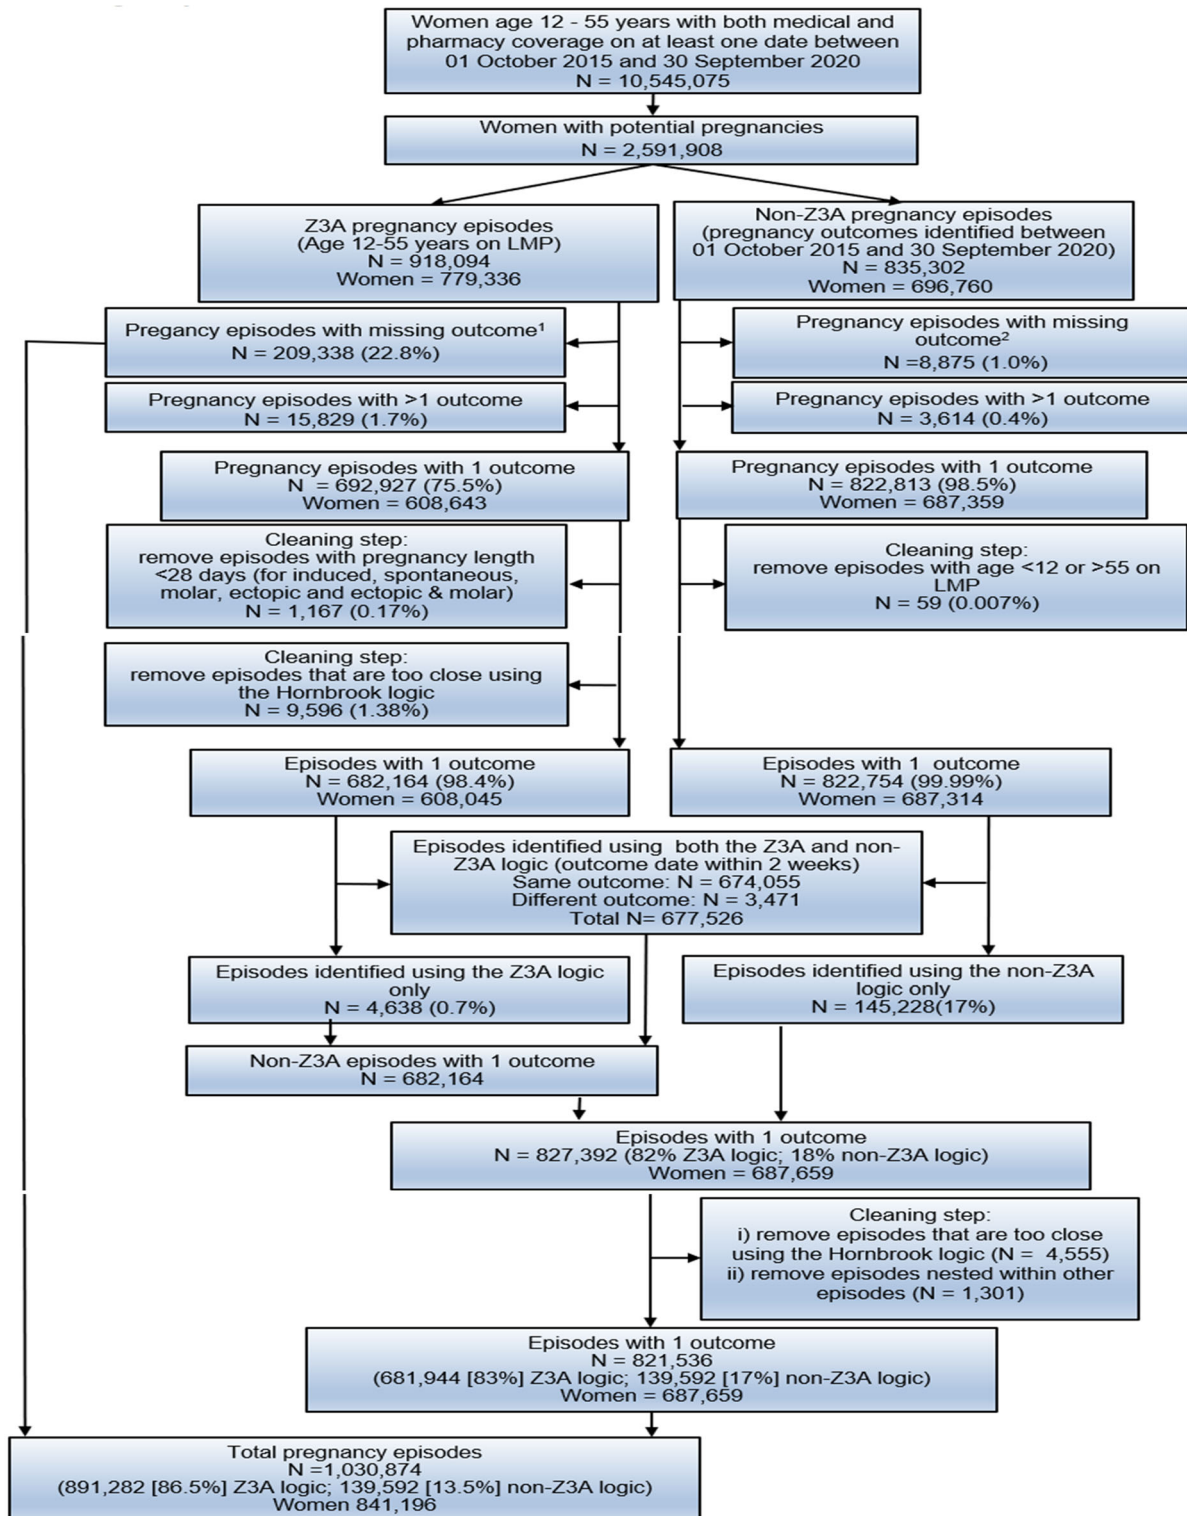 Women age 12 - 55 years with both medical and
pharmacy coverage on at least one date between
01 October 2015 and 30 September 2020
N = 10,545,075
Women with potential pregnancies
N = 2,591,908
Z3A pregnancy episodes
(Age 12-55 years on LMP)
N = 918,094
Women = 779,336
Non-Z3A pregnancy episodes
(pregnancy outcomes identified between
01 October 2015 and 30 September 2020)
N = 835,302
Women = 696,760
Pregancy episodes with missing outcome¹
N = 209,338 (22.8%)
Pregnancy episodes with missing
outcome²
N =8,875 (1.0%)
Pregnancy episodes with >1 outcome
N = 15,829 (1.7%)
Pregnancy episodes with >1 outcome
N = 3,614 (0.4%)
Pregnancy episodes with 1 outcome
N = 692,927 (75.5%)
Women = 608,643
Pregnancy episodes with 1 outcome
N = 822,813 (98.5%)
Women = 687,359
Cleaning step:
remove episodes with pregnancy length
<28 days (for induced, spontaneous,
molar, ectopic and ectopic & molar)
N = 1,167 (0.17%)
Cleaning step:
remove episodes with age <12 or >55 on
LMP
N = 59 (0.007%)
Cleaning step:
remove episodes that are too close using
the Hornbrook logic
N = 9,596 (1.38%)
Episodes with 1 outcome
N = 682,164 (98.4%)
Women = 608,045
Episodes with 1 outcome
N = 822,754 (99.99%)
Women = 687,314
Episodes identified using both the Z3A and non-
Z3A logic (outcome date within 2 weeks)
Same outcome: N = 674,055
Different outcome: N = 3,471
Total N= 677,526
Episodes identified using the Z3A logic
only
N = 4,638 (0.7%)
Episodes identified using the non-Z3A
logic only
N = 145,228(17%)
Non-Z3A episodes with 1 outcome
N = 682,164
Episodes with 1 outcome
N = 827,392 (82% Z3A logic; 18% non-Z3A logic)
Women = 687,659
Cleaning step:
i) remove episodes that are too close
using the Hornbrook logic (N = 4,555)
ii) remove episodes nested within other
episodes (N = 1,301)
Episodes with 1 outcome
N = 821,536
(681,944 [83%] Z3A logic; 139,592 [17%] non-Z3A logic)
Women = 687,659
Total pregnancy episodes
N =1,030,874
(891,282 [86.5%] Z3A logic; 139,592 [13.5%] non-Z3A logic)
Women 841,196